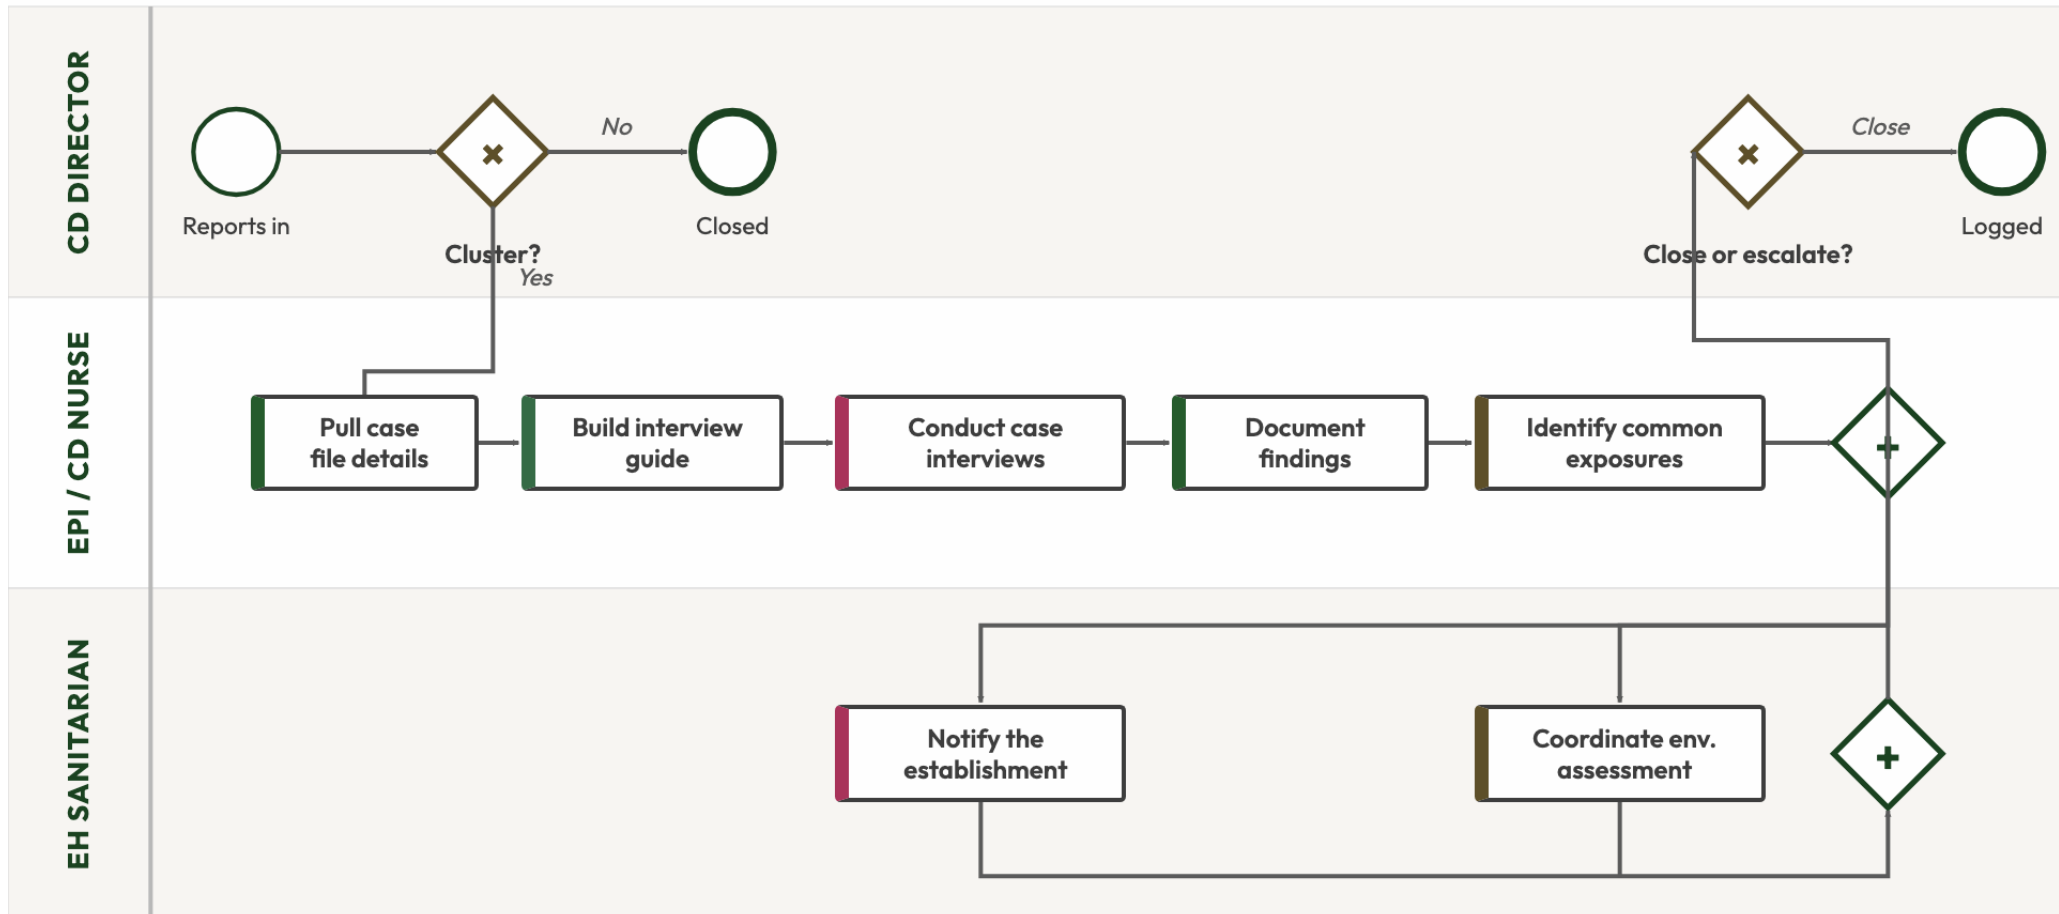 CD DIRECTOR
Reports in
Cluster?
Yes
No
Closed
Close or escalate?
Close
Logged
EPI / CD NURSE
Pull case
file details
Build interview
guide
Conduct case
interviews
Document
findings
Identify common
exposures
EH SANITARIAN
Notify the
establishment
Coordinate env.
assessment